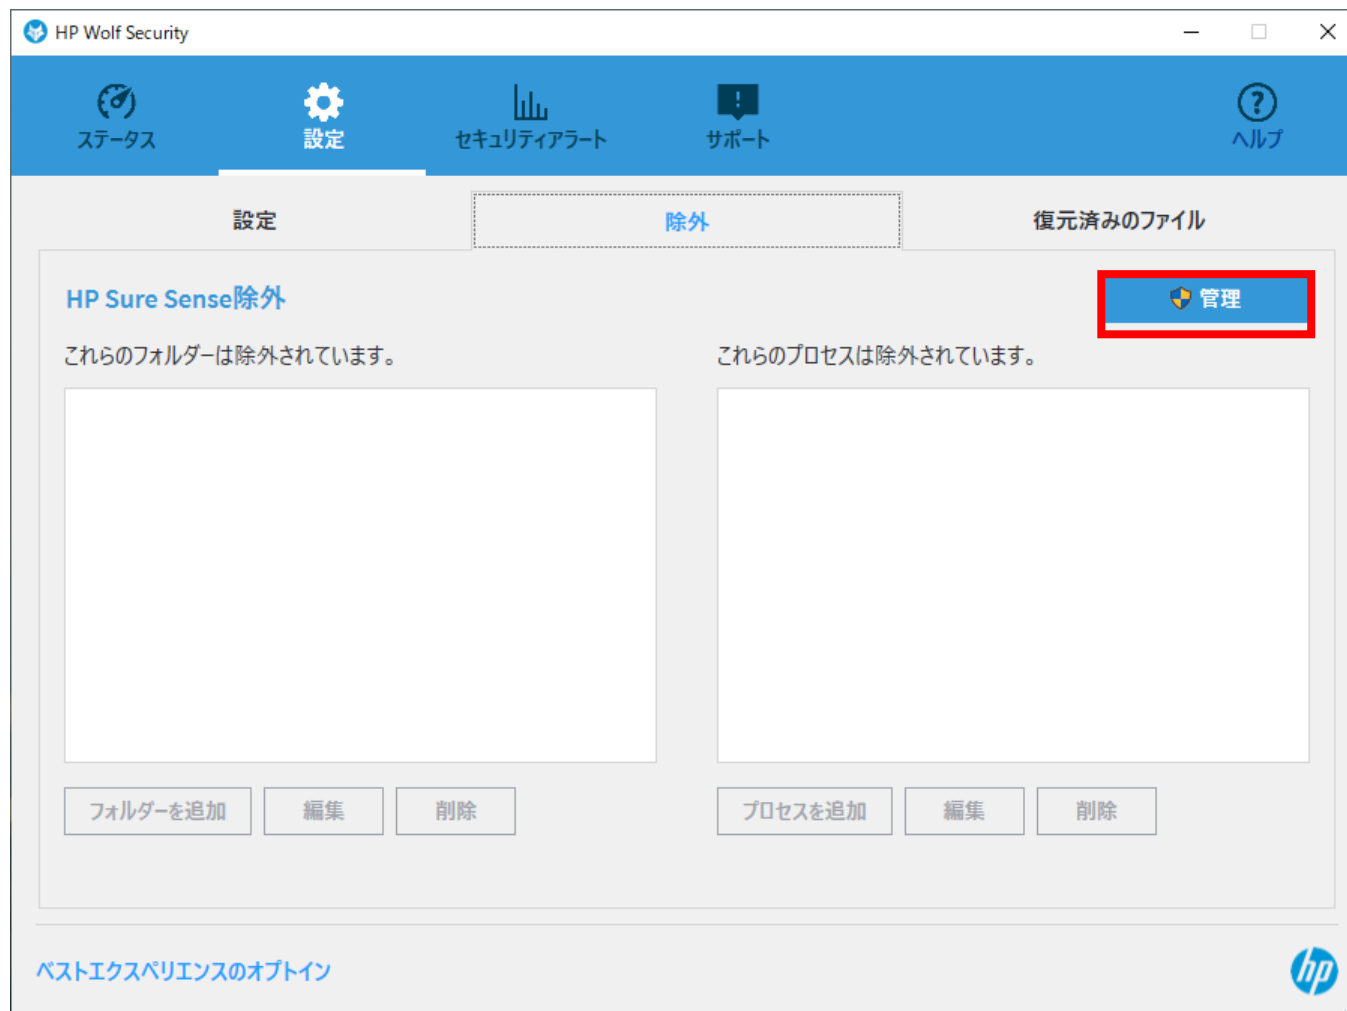 HP Wolf Security
ステータス
設定
セキュリティアラート
サポート
ヘルプ
設定
除外
復元済みのファイル
HP Sure Sense除外
管理
これらのフォルダーは除外されています。
これらのプロセスは除外されています。
フォルダーを追加
編集
削除
プロセスを追加
編集
削除
ベストエクスペリエンスのオプトイン
hp